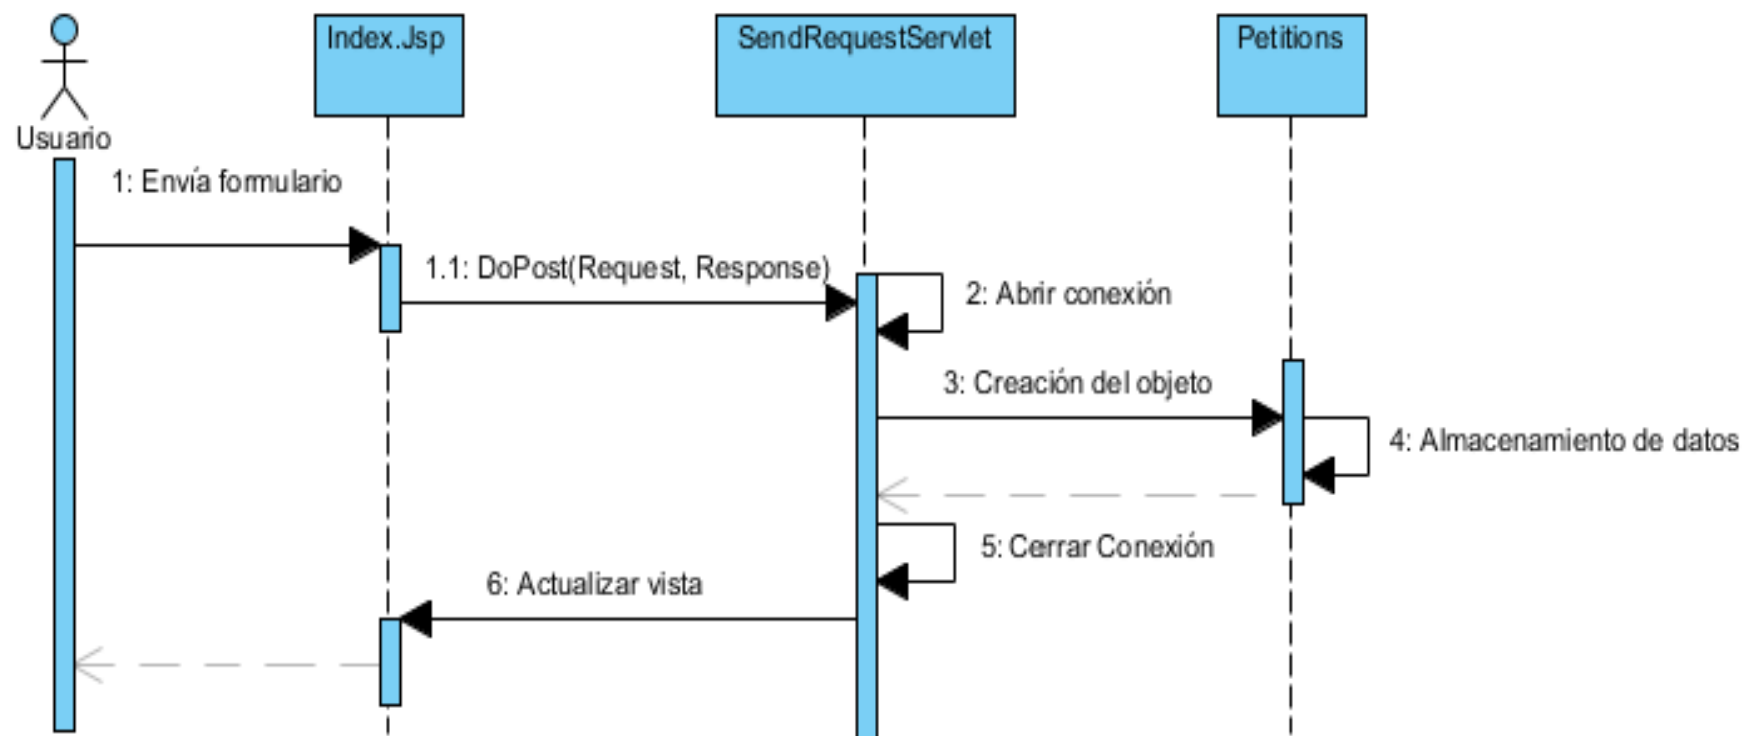 Index.Jsp
SendRequestServlet
Petitions
Usuario
1: Envía formulario
1.1: DoPost(Request, Response)
2: Abrir conexión
3: Creación del objeto
4: Almacenamiento de datos
5: Cerrar Conexión
6: Actualizar vista